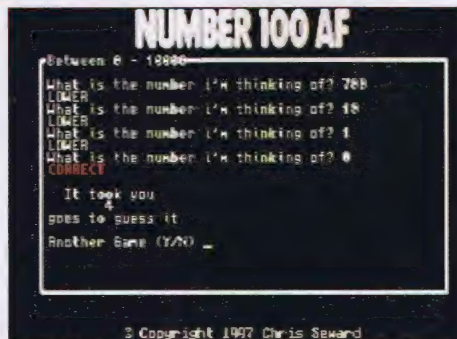 NUMBER 100 AF
Between 0 - 10000
What is the number i'm thinking of? 700
LOWER
What is the number i'm thinking of? 10
LOWER
What is the number i'm thinking of? 1
LOWER
What is the number i'm thinking of? 0
CORRECT
It took you
4
goes to guess it
Another Game (Y/N) _
Copyright 1997 Chris Seward